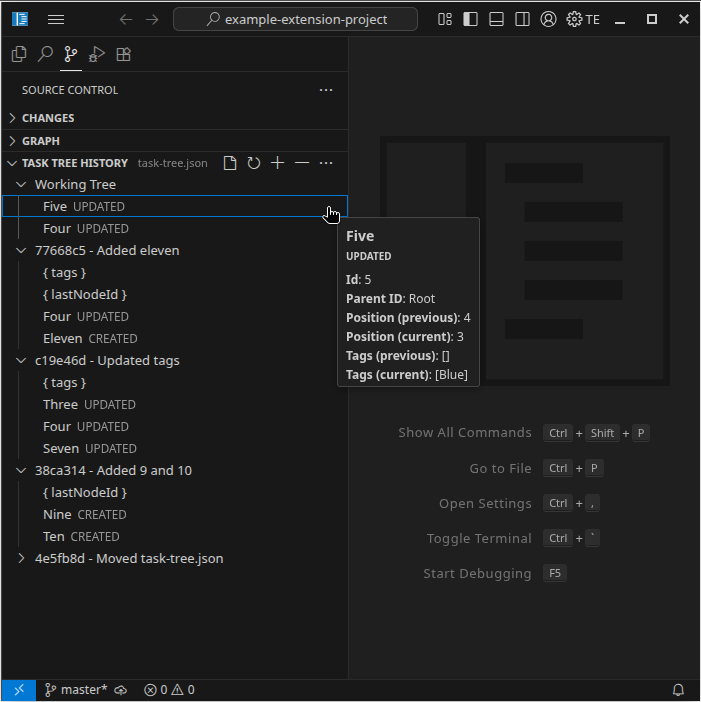 example-extension-project
TE
SOURCE CONTROL
CHANGES
GRAPH
TASK TREE HISTORY task-tree.json
Working Tree
Five UPDATED
Four UPDATED
77668c5 - Added eleven
{ tags }
{ lastNodeId }
Four UPDATED
Eleven CREATED
c19e46d - Updated tags
{ tags }
Three UPDATED
Four UPDATED
Seven UPDATED
38ca314 - Added 9 and 10
{ lastNodeId }
Nine CREATED
Ten CREATED
4e5fb8d - Moved task-tree.json
Five
UPDATED
Id: 5
Parent ID: Root
Position (previous): 4
Position (current): 3
Tags (previous): []
Tags (current): [Blue]
Show All Commands Ctrl + Shift + P
Go to File Ctrl + P
Open Settings Ctrl + ,
Toggle Terminal Ctrl + `
Start Debugging F5
master* 0 0